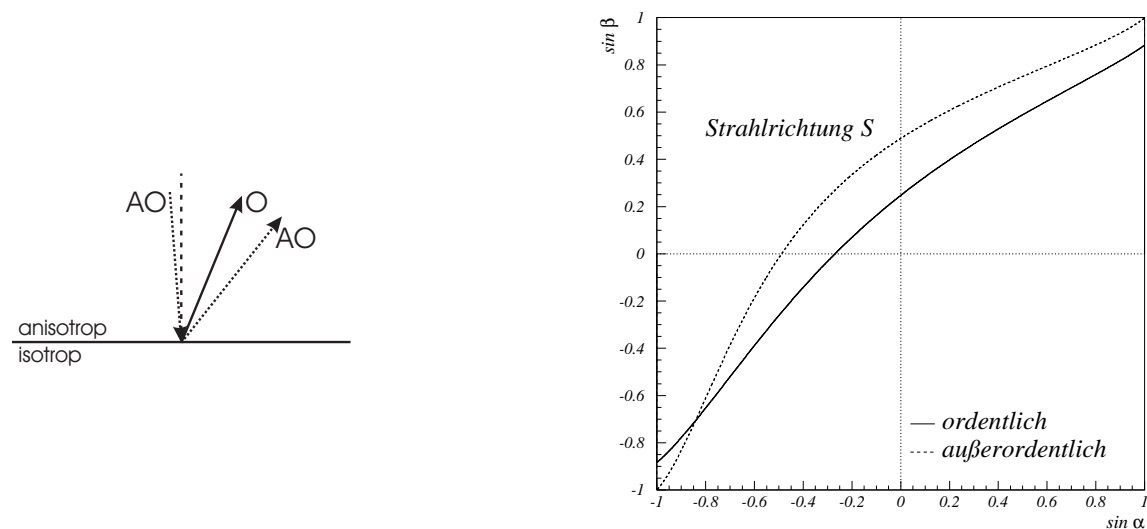 AO
O
AO
anisotrop
isotrop
sin β
1
0.8
0.6
0.4
0.2
0
-0.2
-0.4
-0.6
-0.8
-1
Strahlrichtung S
ordentlich
außerordentlich
-1 -0.8 -0.6 -0.4 -0.2 0 0.2 0.4 0.6 0.8 1
sin α